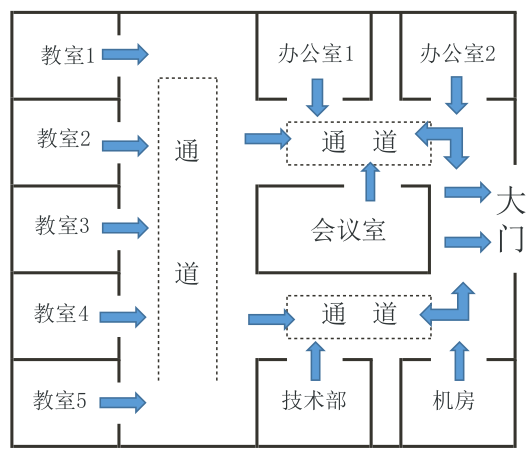 教室1
办公室1
办公室2
教室2
通
通 道
教室3
大门
会议室
道
教室4
通 道
教室5
技术部
机房